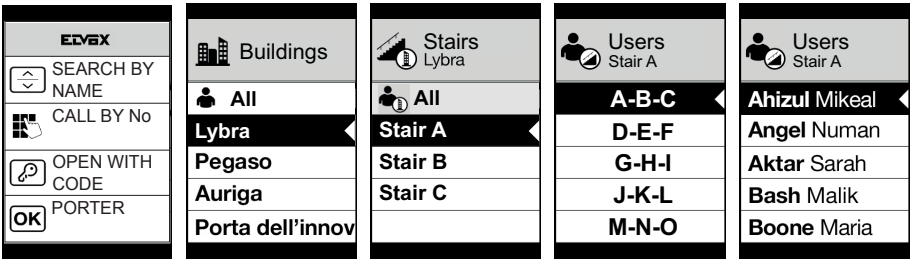 ELVOX
SEARCH BY
NAME
CALL BY No
OPEN WITH
CODE
OK
PORTER
Buildings
All
Lybra
Pegaso
Auriga
Porta dell'innov
Stairs
Lybra
All
Stair A
Stair B
Stair C
Users
Stair A
A-B-C
D-E-F
G-H-I
J-K-L
M-N-O
Users
Stair A
Ahizul Mikeal
Angel Numan
Aktar Sarah
Bash Malik
Boone Maria